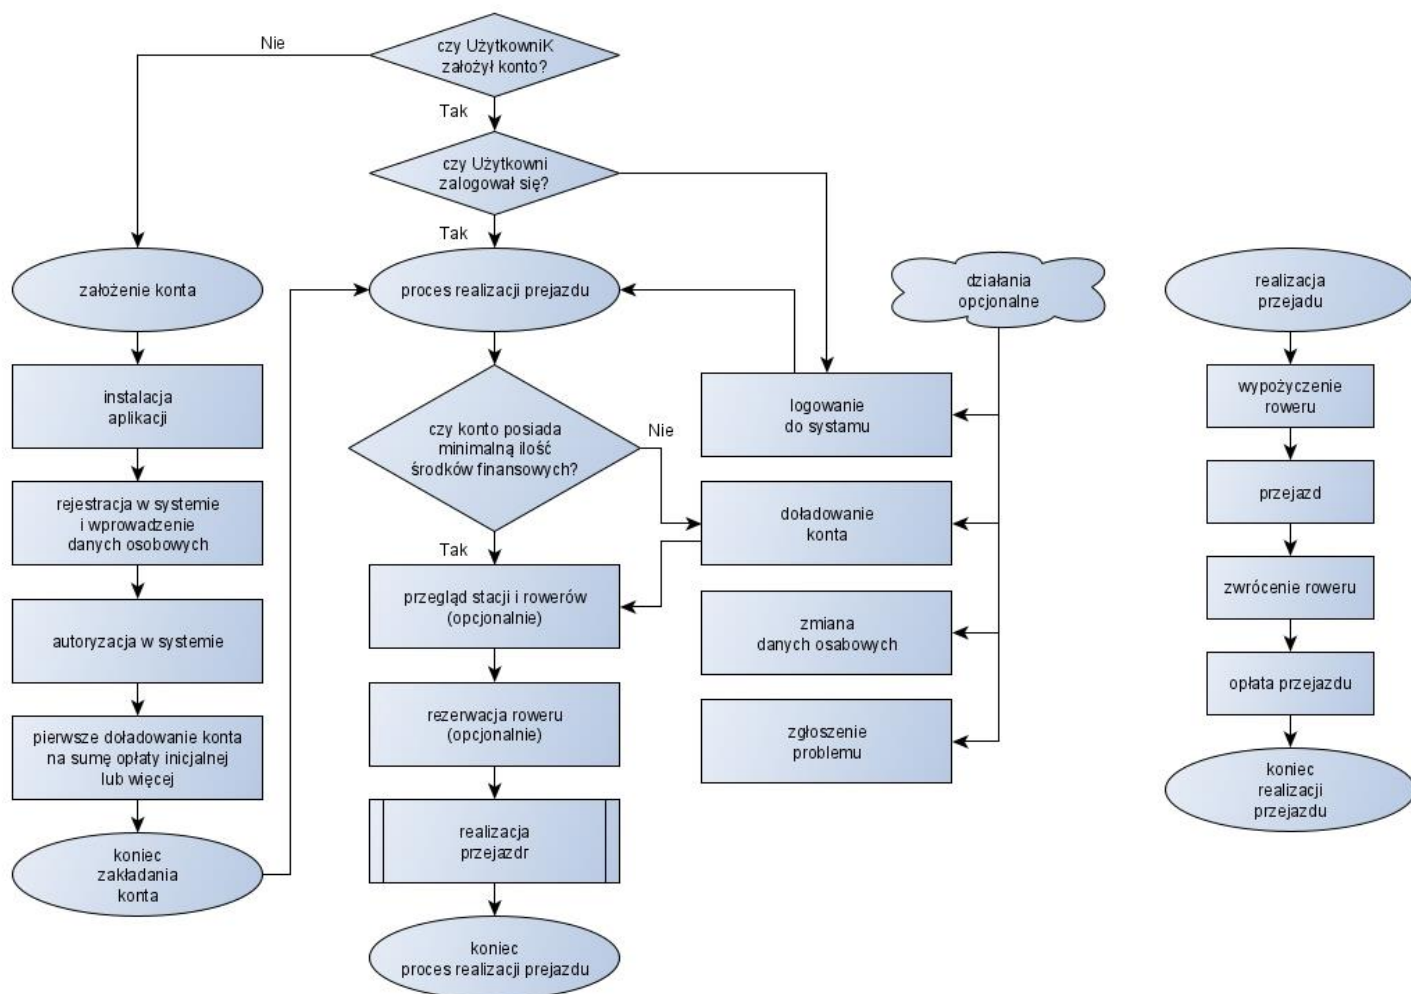 Nie
czy UżytkowniK
założył konto?
Tak
czy Użytkowni
zalogował się?
Tak
założenie konta
proces realizacji prejazdu
działania
opcjonalne
realizacja
przejadu
instalacja
aplikacji
czy konto posiada
minimalną ilość
środków finansowych?
Nie
logowanie
do systamu
wypożyczenie
roweru
rejestracja w systemie
i wprowadzenie
danych osobowych
doładowanie
konta
przejazd
Tak
przegląd stacji i rowerów
(opcjonalnie)
zwrócenie roweru
autoryzacja w systemie
zmiana
danych osabowych
opłata przejazdu
rezerwacja roweru
(opcjonalnie)
pierwsze doładowanie konta
na sumę opłaty inicjalnej
lub więcej
zgłoszenie
problemu
koniec
realizacji
przejazdu
realizacja
przejazdr
koniec
zakładania
konta
koniec
proces realizacji prejazdu